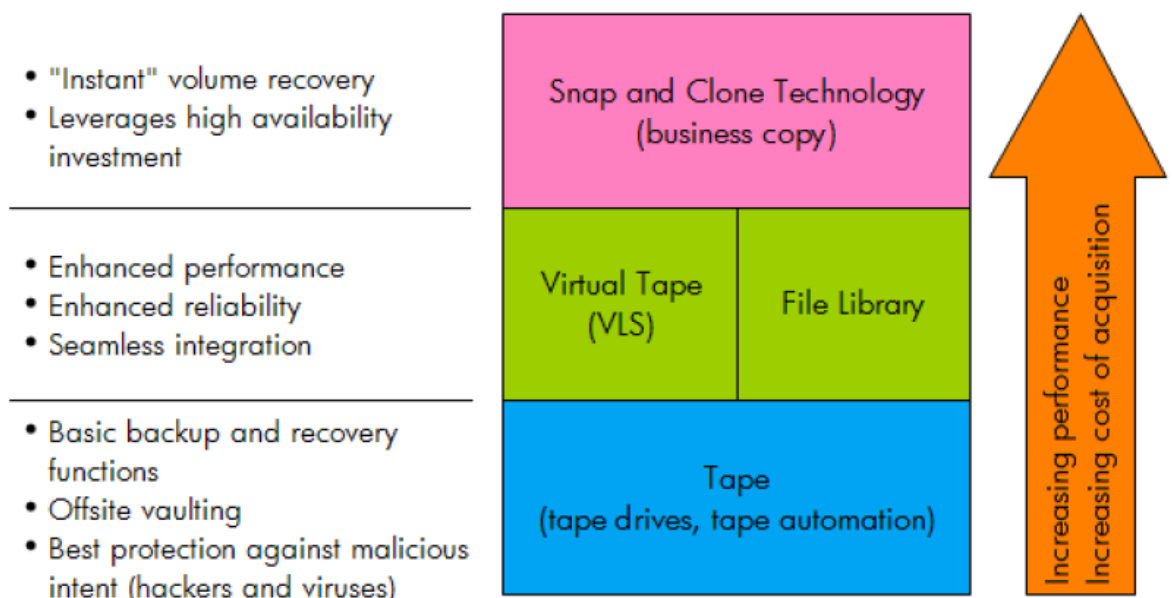 • "Instant" volume recovery
• Leverages high availability
investment
Snap and Clone Technology
(business copy)
• Enhanced performance
• Enhanced reliability
• Seamless integration
Virtual Tape
(VLS)
File Library
• Basic backup and recovery
functions
• Offsite vaulting
• Best protection against malicious
intent (hackers and viruses)
Tape
(tape drives, tape automation)
Increasing performance
Increasing cost of acquisition